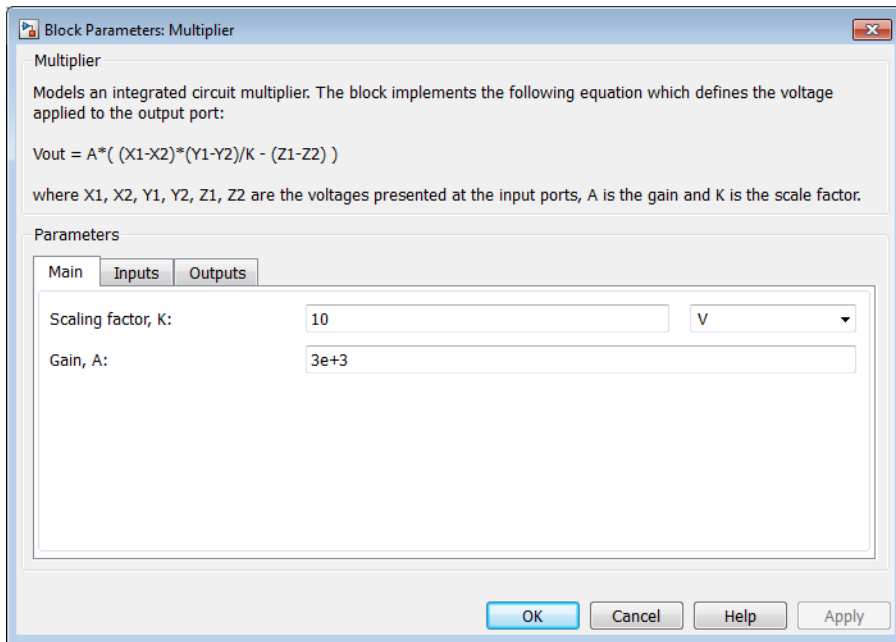 Block Parameters: Multiplier
Multiplier
Models an integrated circuit multiplier. The block implements the following equation which defines the voltage
applied to the output port:
Vout = A*( (X1-X2)*(Y1-Y2)/K - (Z1-Z2) )
where X1, X2, Y1, Y2, Z1, Z2 are the voltages presented at the input ports, A is the gain and K is the scale factor.
Parameters
Main Inputs Outputs
Scaling factor, K: 10 V
Gain, A: 3e+3
OK Cancel Help Apply